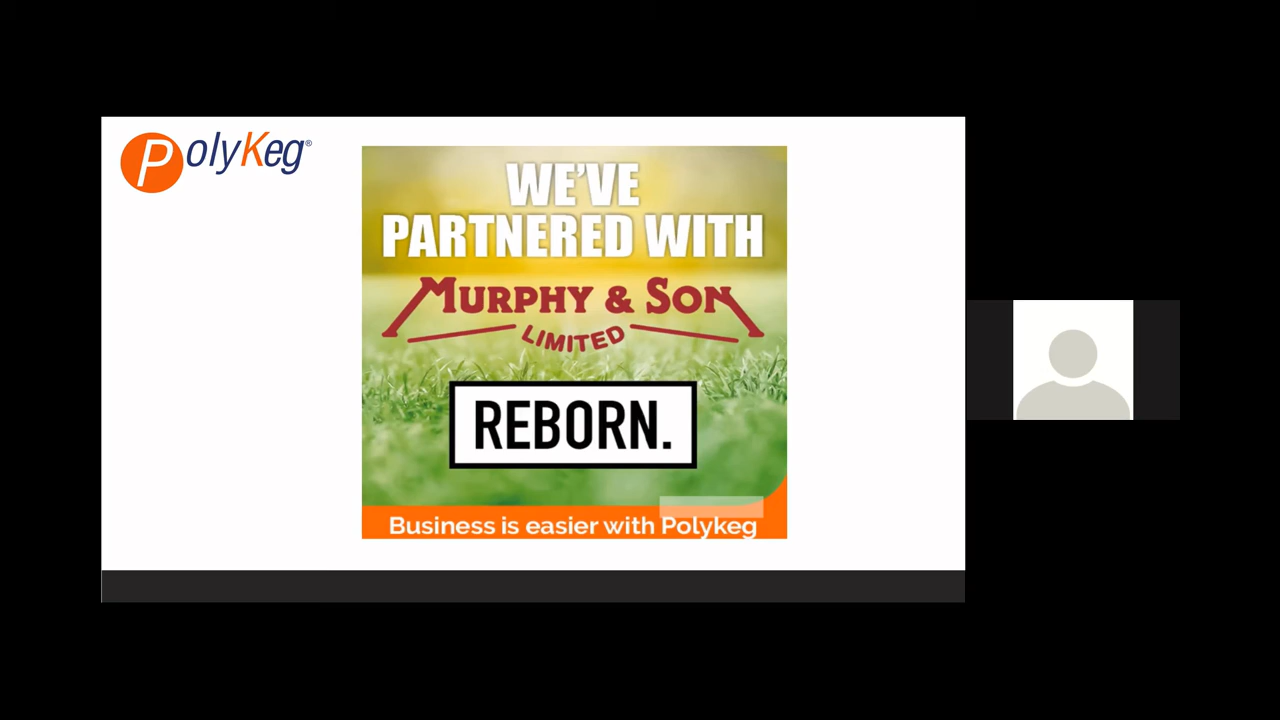 PolyKeg®
WE'VE
PARTNERED WITH
MURPHY & SON
LIMITED
REBORN.
Business is easier with Polykeg